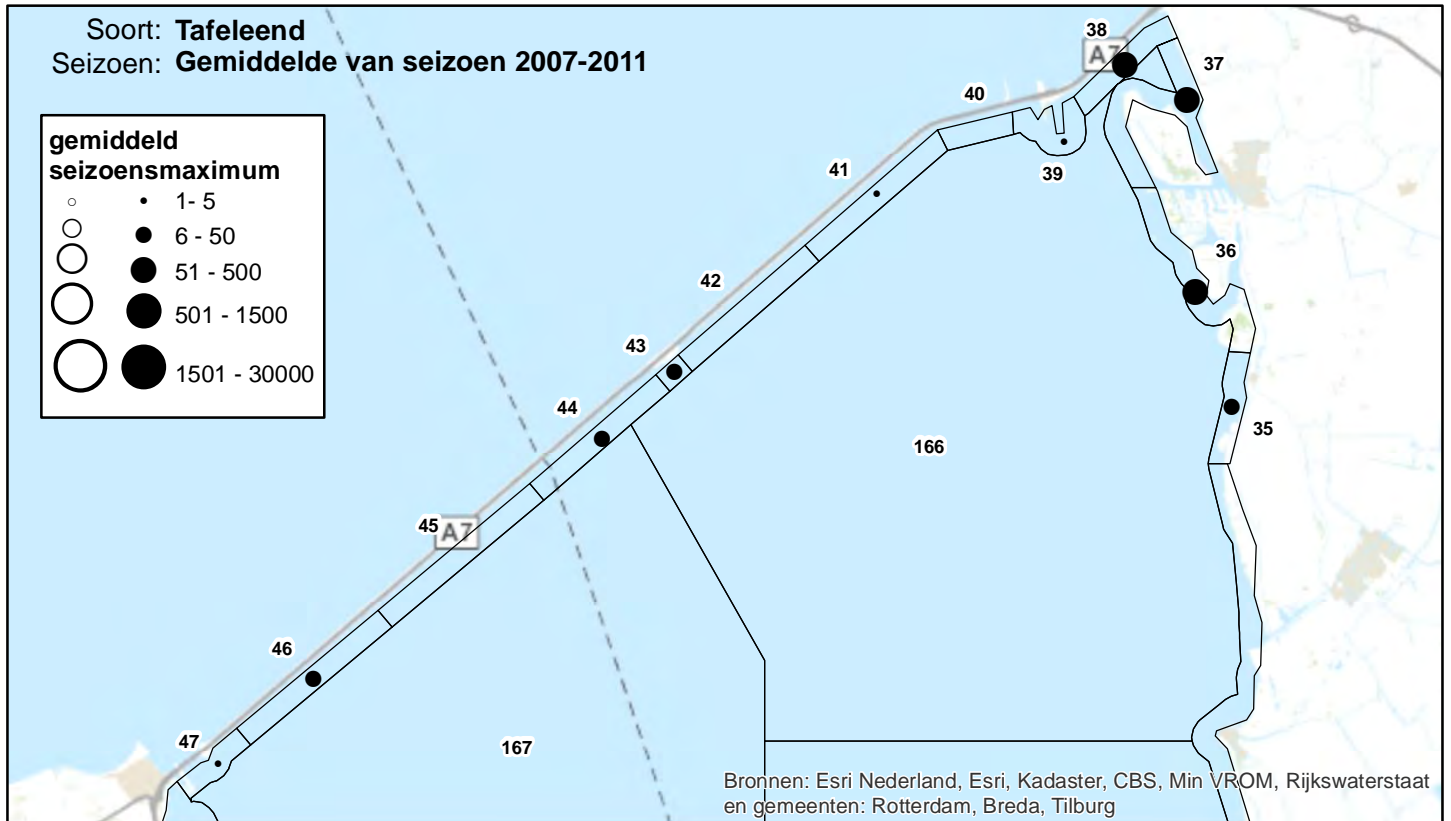 Soort: Tafeleend
Seizoen: Gemiddelde van seizoen 2007-2011
gemiddeld
seizoensmaximum
1- 5
6 - 50
51 - 500
501 - 1500
1501 - 30000
38
A7
37
40
39
41
36
42
43
35
44
166
45
A7
46
47
167
Bronnen: Esri Nederland, Esri, Kadaster, CBS, Min VROM, Rijkswaterstaat
en gemeenten: Rotterdam, Breda, Tilburg